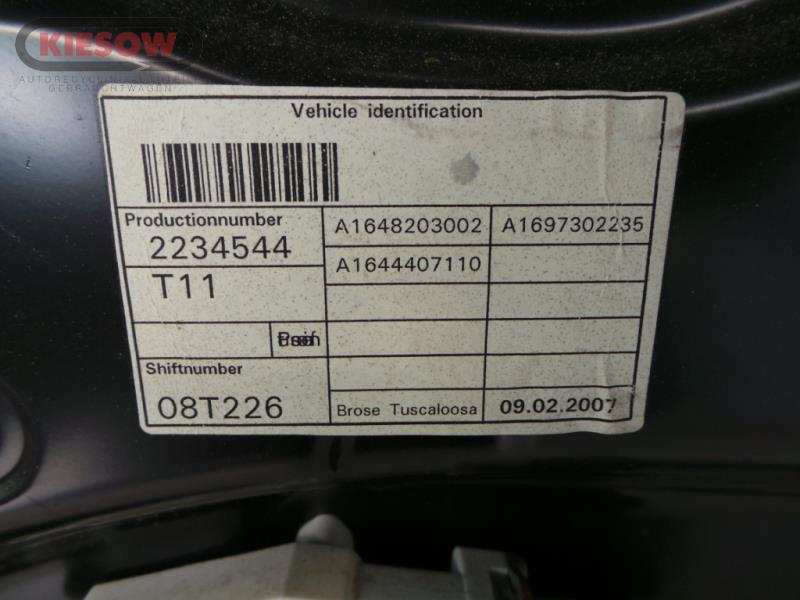 KIESOW
Vehicle identification
Productionnumber
2234544
A1648203002
A1697302235
T11
A1644407110
Shiftnumber
08T226
Brose Tuscaloosa
09.02.2007